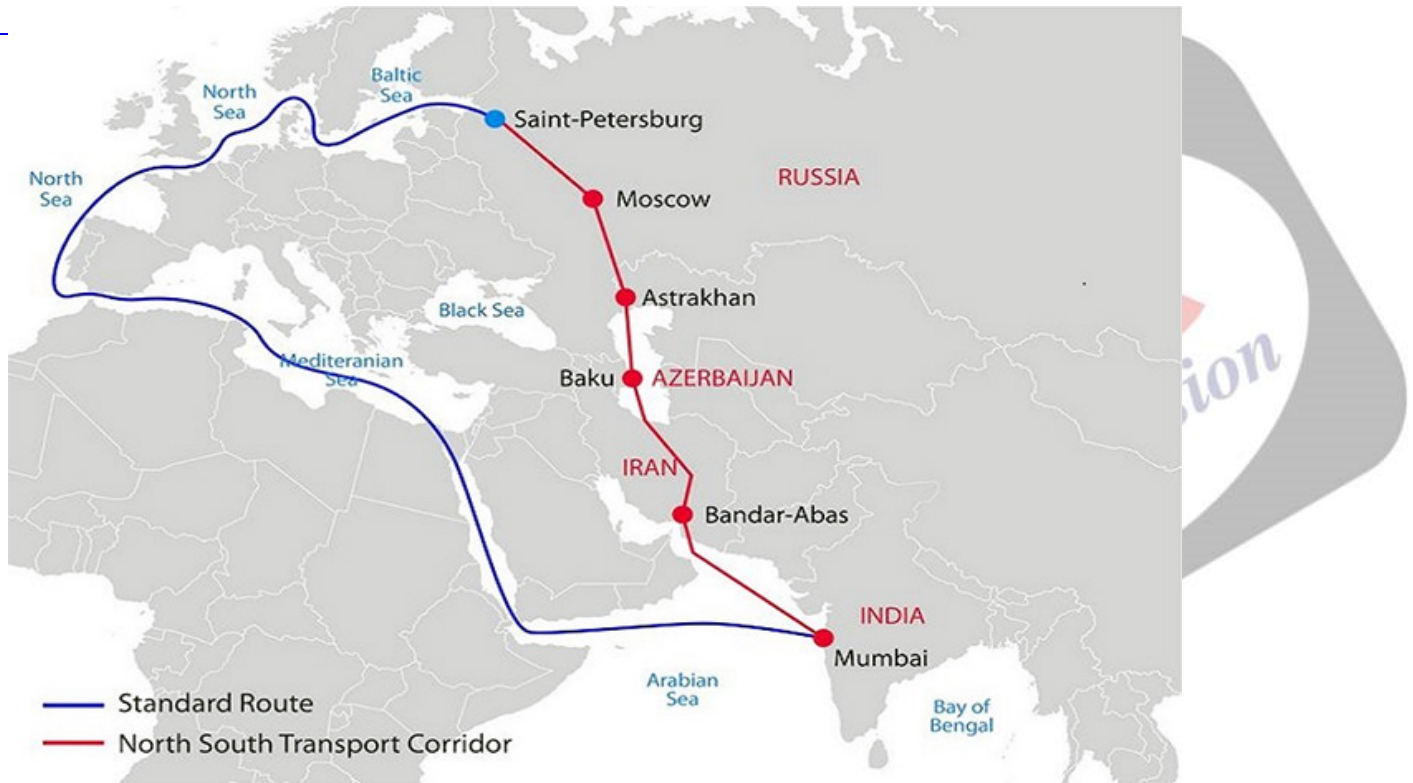 North
Sea
Baltic
Sea
Saint-Petersburg
North
Sea
RUSSIA
Moscow
Astrakhan
Black Sea
Mediteranian
Sea
Baku
AZERBAIJAN
IRAN
Bandar-Abas
INDIA
Mumbai
Arabian
Sea
Bay of
Bengal
Standard Route
North South Transport Corridor